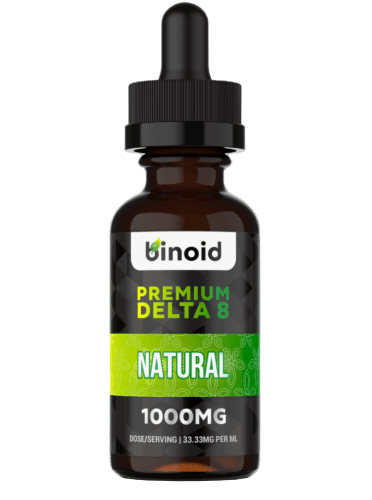 binoid
PREMIUM
DELTA 8
NATURAL
1000MG
DOSE/SERVING | 33.33MG PER ML